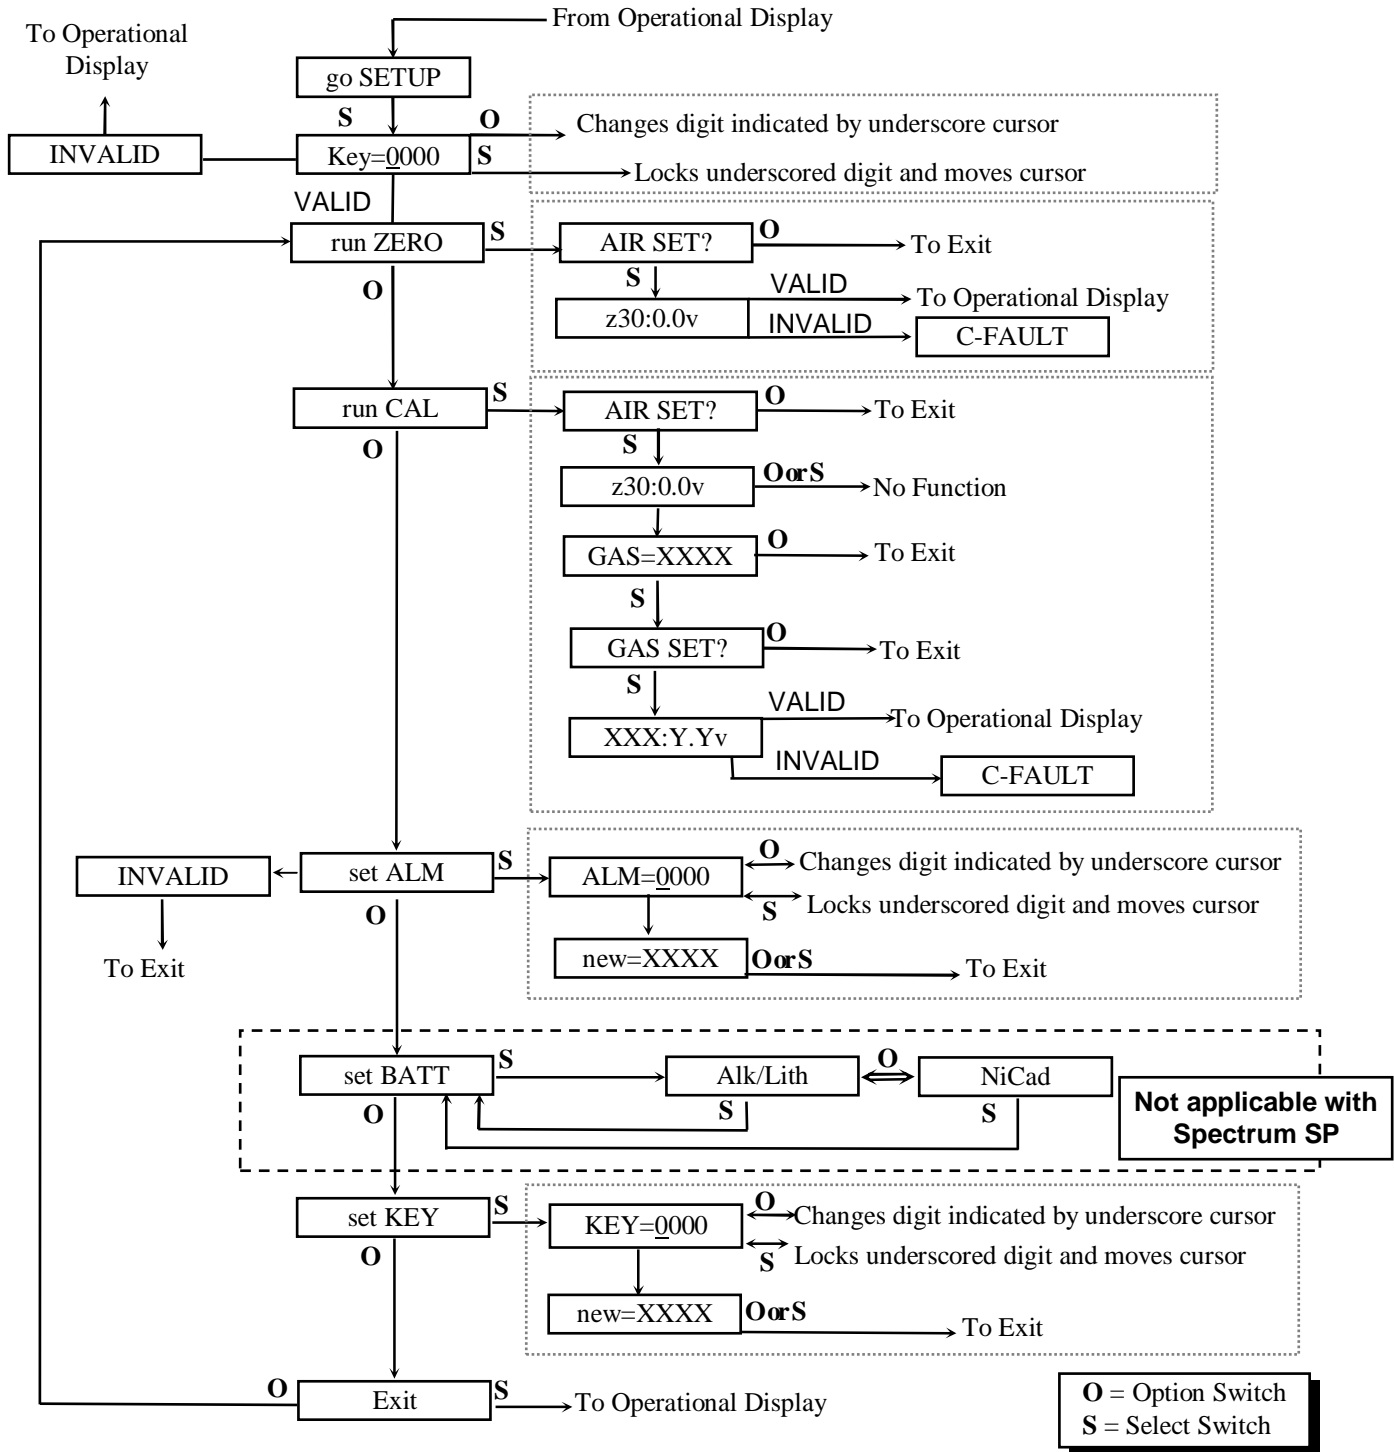 From Operational Display
To Operational
Display
go SETUP
S
INVALID
Key=0000
O
Changes digit indicated by underscore cursor
S
Locks underscored digit and moves cursor
VALID
run ZERO
S
AIR SET?
O
To Exit
O
S
z30:0.0v
VALID
To Operational Display
INVALID
C-FAULT
run CAL
S
AIR SET?
O
To Exit
O
S
z30:0.0v
O or S
No Function
GAS=XXXX
O
To Exit
S
GAS SET?
O
To Exit
S
XXX:Y.Yv
VALID
To Operational Display
INVALID
C-FAULT
INVALID
set ALM
S
ALM=0000
O
Changes digit indicated by underscore cursor
S
Locks underscored digit and moves cursor
O
To Exit
new=XXXX
O or S
To Exit
set BATT
S
Alk/Lith
O
NiCad
O
S
S
Not applicable with
Spectrum SP
set KEY
S
KEY=0000
O
Changes digit indicated by underscore cursor
S
Locks underscored digit and moves cursor
O
new=XXXX
O or S
To Exit
O
Exit
S
To Operational Display
O = Option Switch
S = Select Switch